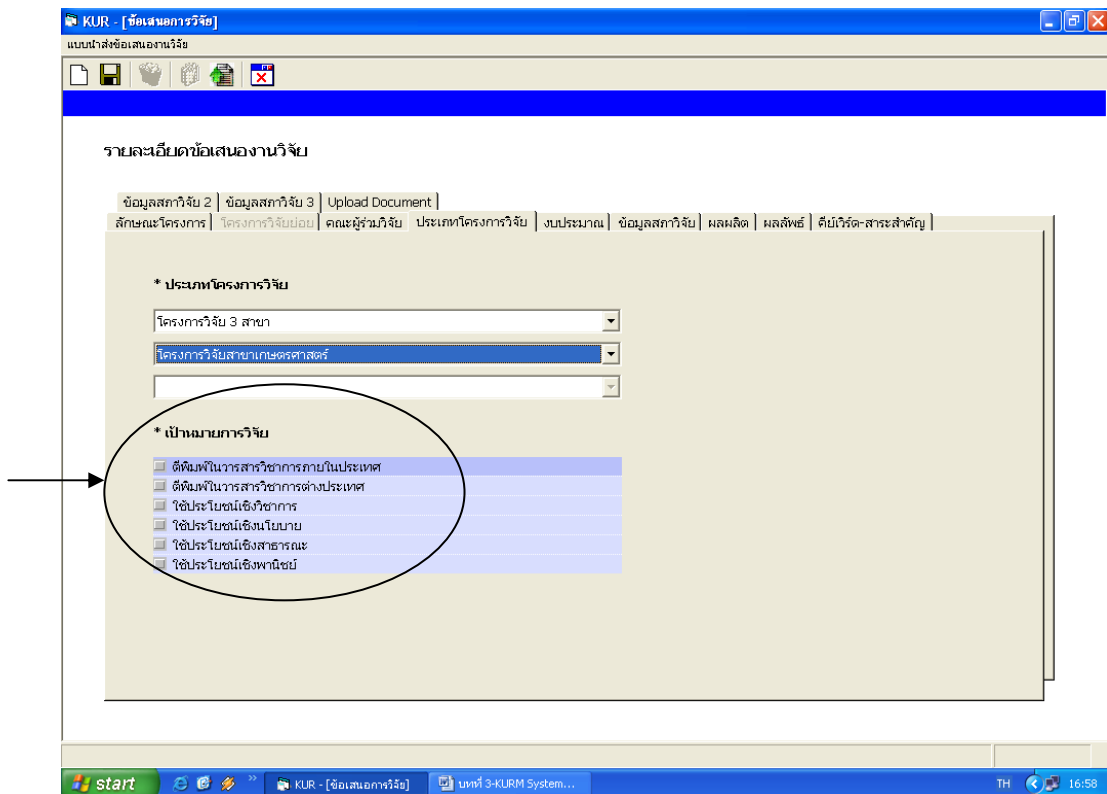 KUR - [ข้อเสนอการวิจัย]
แบบนำส่งข้อเสนองานวิจัย
รายละเอียดข้อเสนองานวิจัย
ข้อมูลสภาวิจัย 2 ข้อมูลสภาวิจัย 3 Upload Document
ลักษณะโครงการ โครงการวิจัยย่อย คณะผู้ร่วมวิจัย ประเภทโครงการวิจัย งบประมาณ ข้อมูลสภาวิจัย ผลผลิต ผลลัพธ์ คีย์เวิร์ด-สาระสำคัญ
* ประเภทโครงการวิจัย
โครงการวิจัย 3 สาขา
โครงการวิจัยสาขาเกษตรศาสตร์
* เป้าหมายการวิจัย
ตีพิมพ์ในวารสารวิชาการภายในประเทศ
ตีพิมพ์ในวารสารวิชาการต่างประเทศ
ใช้ประโยชน์เชิงวิชาการ
ใช้ประโยชน์เชิงนโยบาย
ใช้ประโยชน์เชิงสาธารณะ
ใช้ประโยชน์เชิงพานิชย์
start KUR - [ข้อเสนอการวิจัย] บทที่ 3-KURM System... TH 16:58